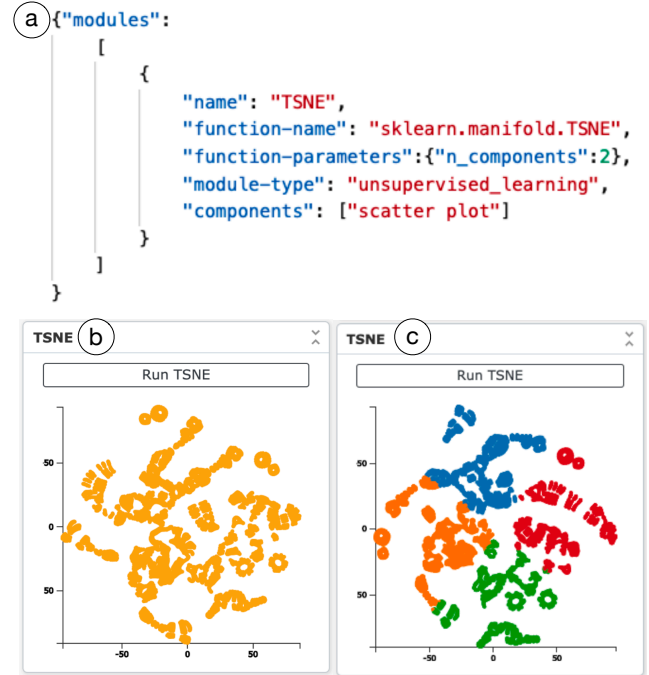 a
{"modules":
[
{
"name": "TSNE",
"function-name": "sklearn.manifold.TSNE",
"function-parameters":{"n_components":2},
"module-type": "unsupervised_learning",
"components": ["scatter plot"]
}
]
}
TSNE b
Run TSNE
50
0
50
-50 0 50
TSNE c
Run TSNE
50
0
50
-50 0 50